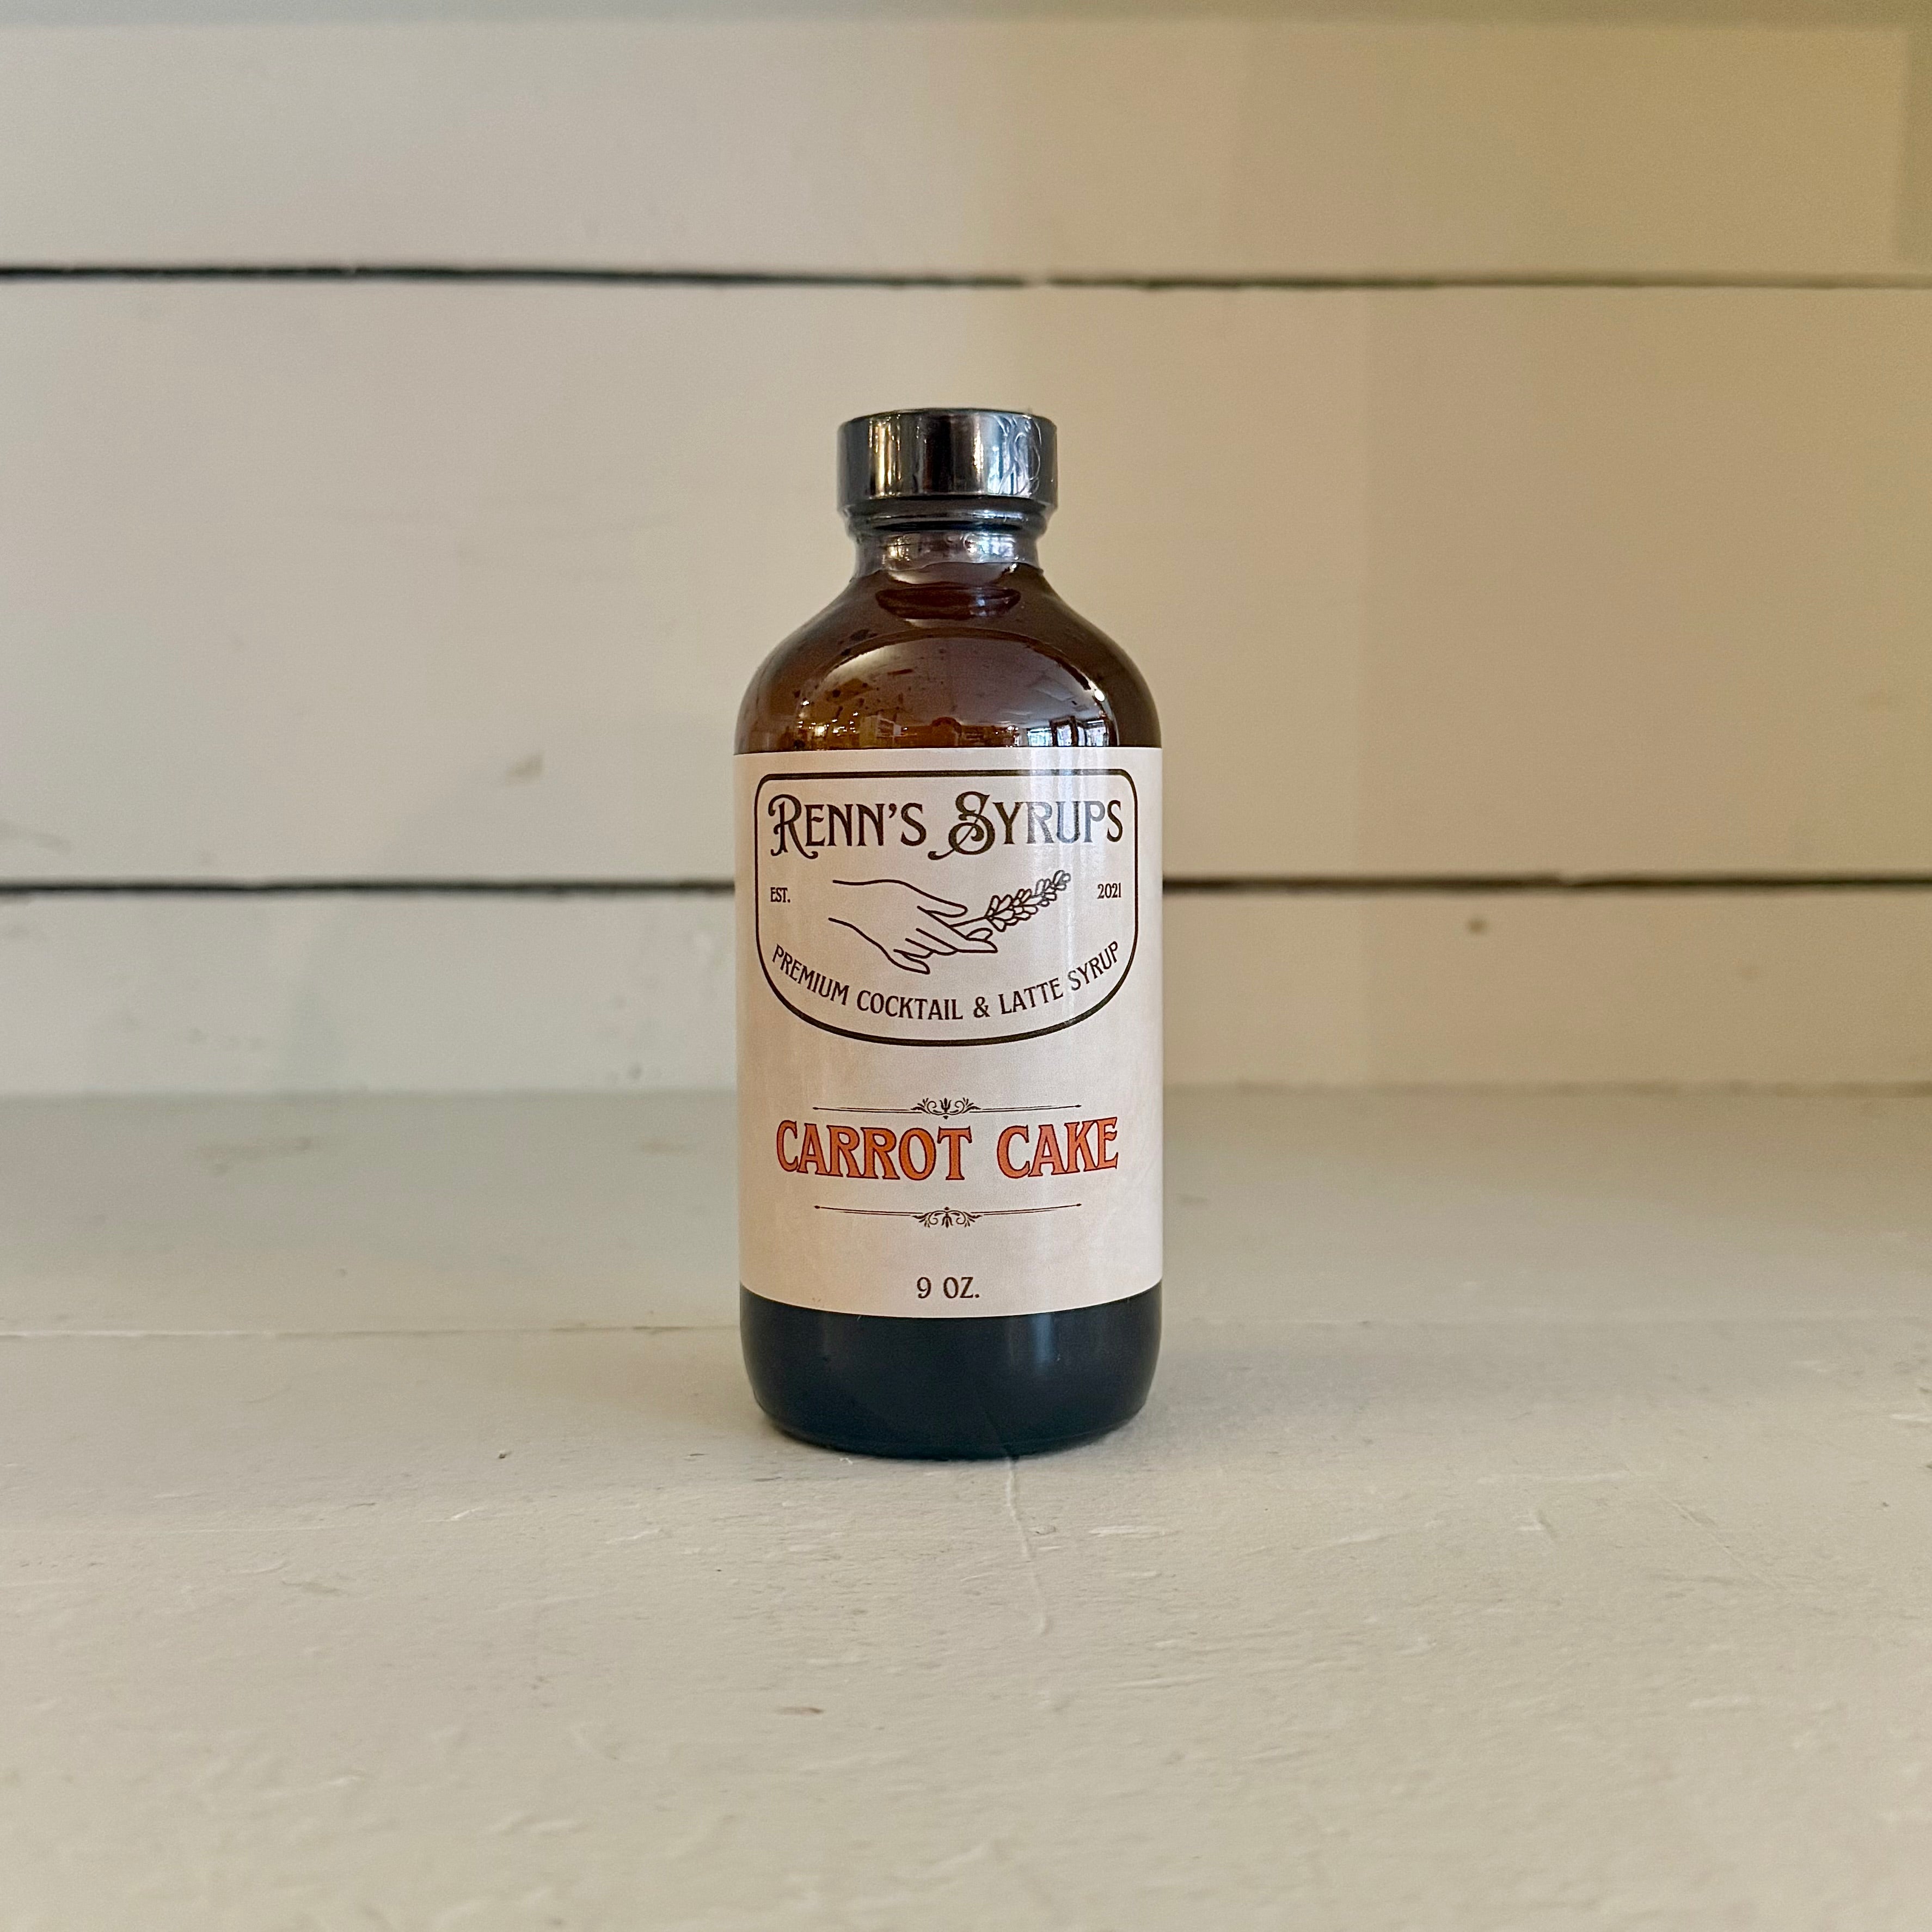 RENN'S SYRUPS
EST. 2021
PREMIUM COCKTAIL & LATTE SYRUP
CARROT CAKE
9 OZ.